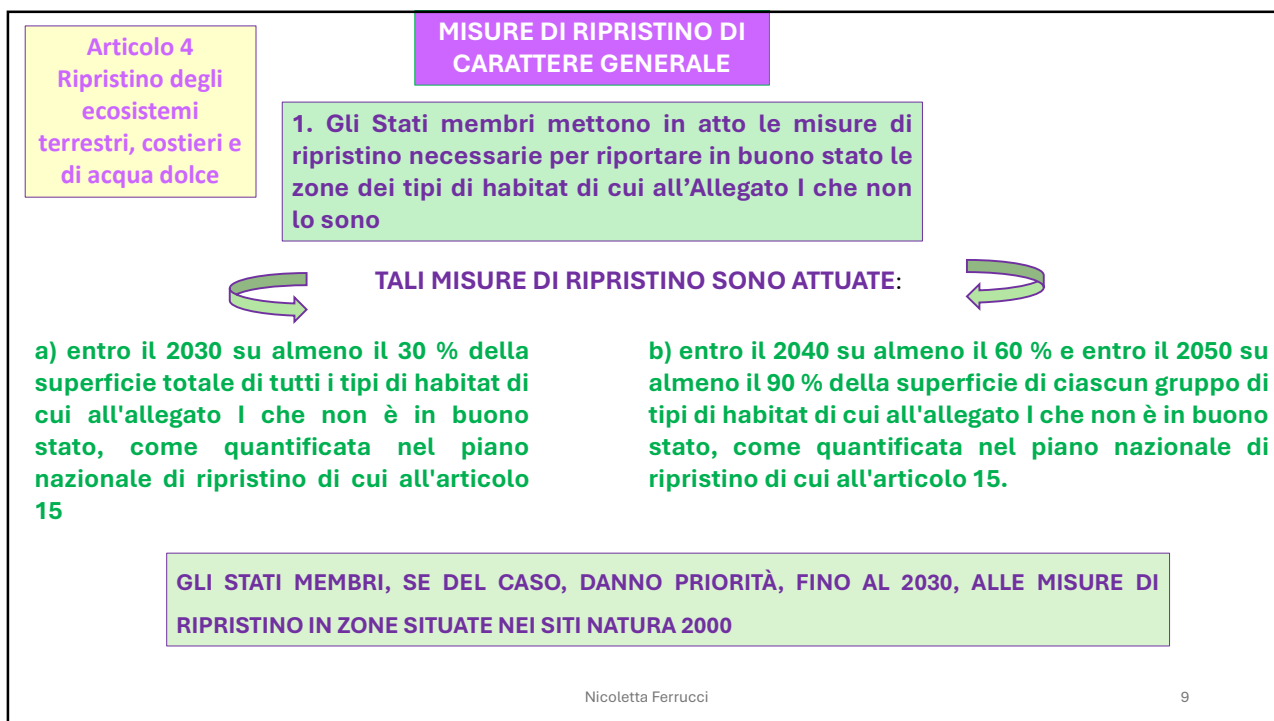 Articolo 4
Ripristino degli
ecosistemi
terrestri, costieri e
di acqua dolce
MISURE DI RIPRISTINO DI
CARATTERE GENERALE
1. Gli Stati membri mettono in atto le misure di
ripristino necessarie per riportare in buono stato le
zone dei tipi di habitat di cui all’Allegato I che non
lo sono
TALI MISURE DI RIPRISTINO SONO ATTUATE:
a) entro il 2030 su almeno il 30 % della
superficie totale di tutti i tipi di habitat di
cui all'allegato I che non è in buono
stato, come quantificata nel piano
nazionale di ripristino di cui all'articolo
15
b) entro il 2040 su almeno il 60 % e entro il 2050 su
almeno il 90 % della superficie di ciascun gruppo di
tipi di habitat di cui all'allegato I che non è in buono
stato, come quantificata nel piano nazionale di
ripristino di cui all'articolo 15.
GLI STATI MEMBRI, SE DEL CASO, DANNO PRIORITÀ, FINO AL 2030, ALLE MISURE DI
RIPRISTINO IN ZONE SITUATE NEI SITI NATURA 2000
Nicoletta Ferrucci
9